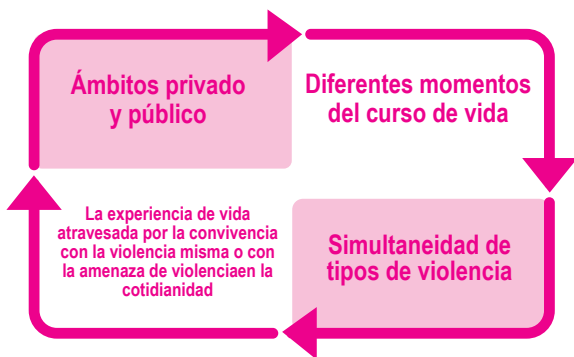 Ámbitos privado
y público
Diferentes momentos
del curso de vida
La experiencia de vida
atravesada por la convivencia
con la violencia misma o con
la amenaza de violenciaen la
cotidianidad
Simultaneidad de
tipos de violencia